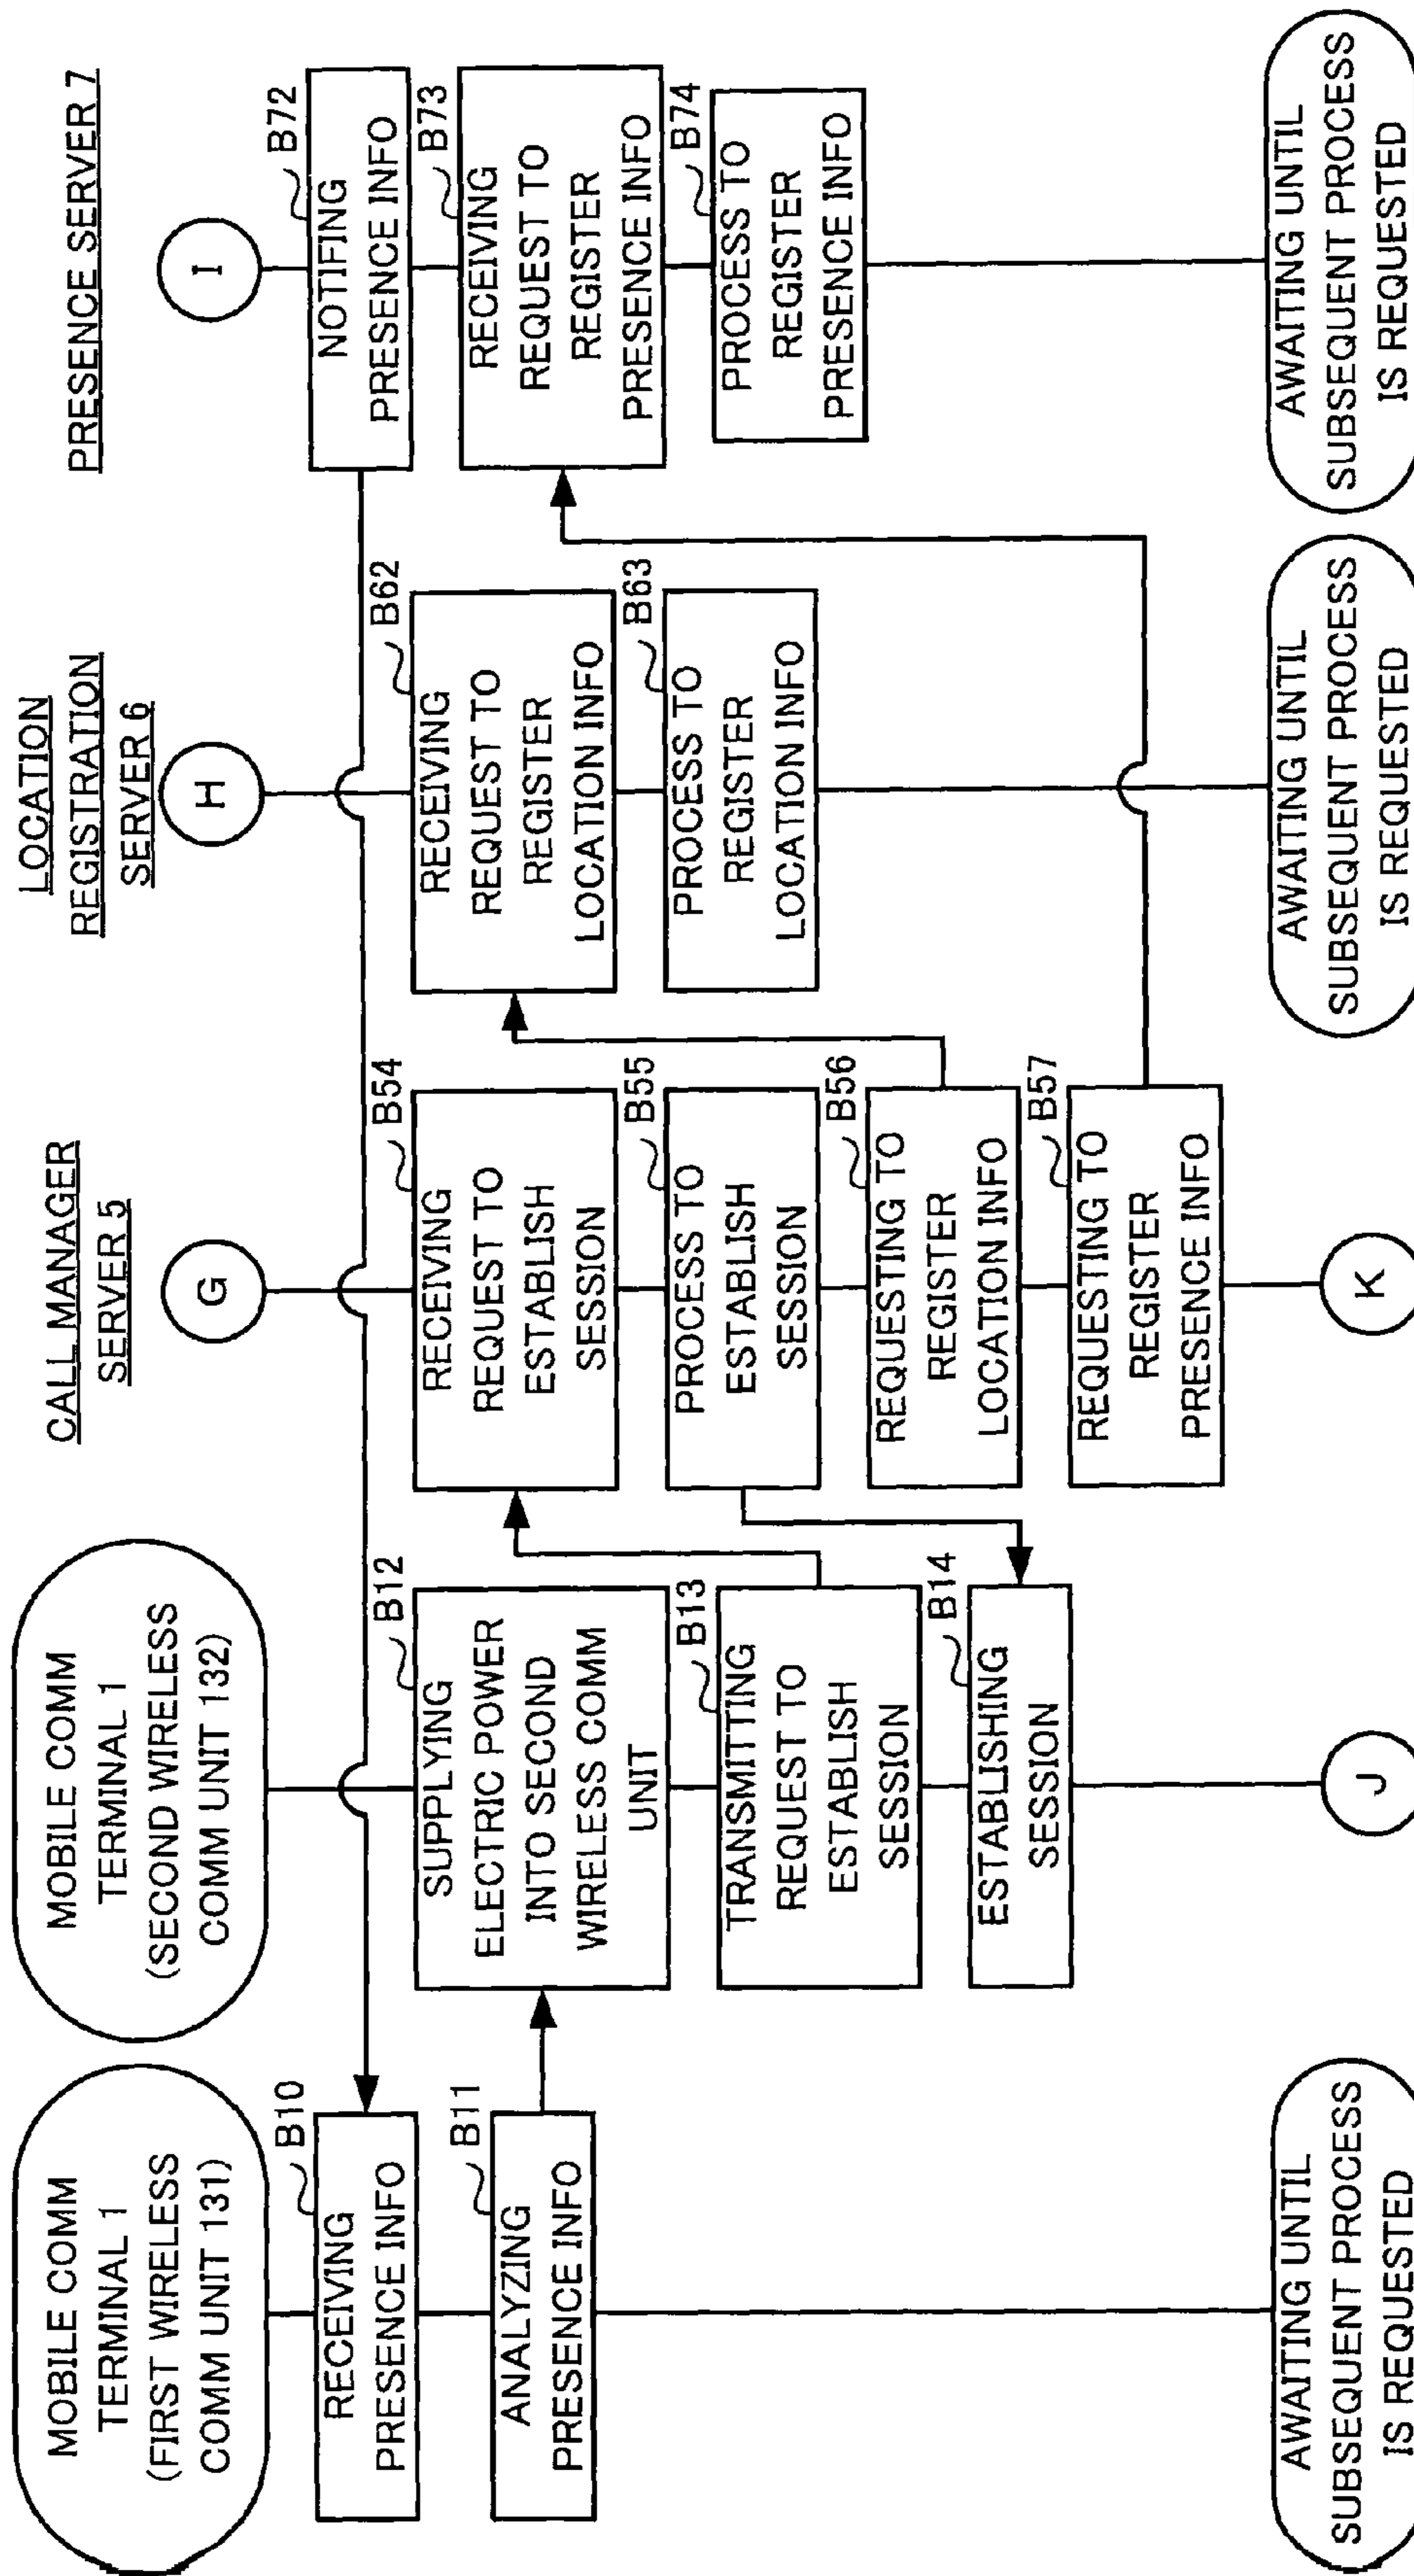 MOBILE COMM
TERMINAL 1
(FIRST WIRELESS
COMM UNIT 131)
B10
RECEIVING
PRESENCE INFO
B11
ANALYZING
PRESENCE INFO
AWAITING UNTIL
SUBSEQUENT PROCESS
IS REQUESTED
MOBILE COMM
TERMINAL 1
(SECOND WIRELESS
COMM UNIT 132)
B12
SUPPLYING
ELECTRIC POWER
INTO SECOND
WIRELESS COMM
UNIT
B13
TRANSMITTING
REQUEST TO
ESTABLISH
SESSION
B14
ESTABLISHING
SESSION
J
CALL MANAGER
SERVER 5
G
B54
RECEIVING
REQUEST TO
ESTABLISH
SESSION
B55
PROCESS TO
ESTABLISH
SESSION
B56
REQUESTING TO
REGISTER
LOCATION INFO
B57
REQUESTING TO
REGISTER
PRESENCE INFO
K
LOCATION
REGISTRATION
SERVER 6
H
B62
RECEIVING
REQUEST TO
REGISTER
LOCATION INFO
B63
PROCESS TO
REGISTER
LOCATION INFO
AWAITING UNTIL
SUBSEQUENT PROCESS
IS REQUESTED
PRESENCE SERVER 7
I
B72
NOTIFING
PRESENCE INFO
B73
RECEIVING
REQUEST TO
REGISTER
PRESENCE INFO
B74
PROCESS TO
REGISTER
PRESENCE INFO
AWAITING UNTIL
SUBSEQUENT PROCESS
IS REQUESTED